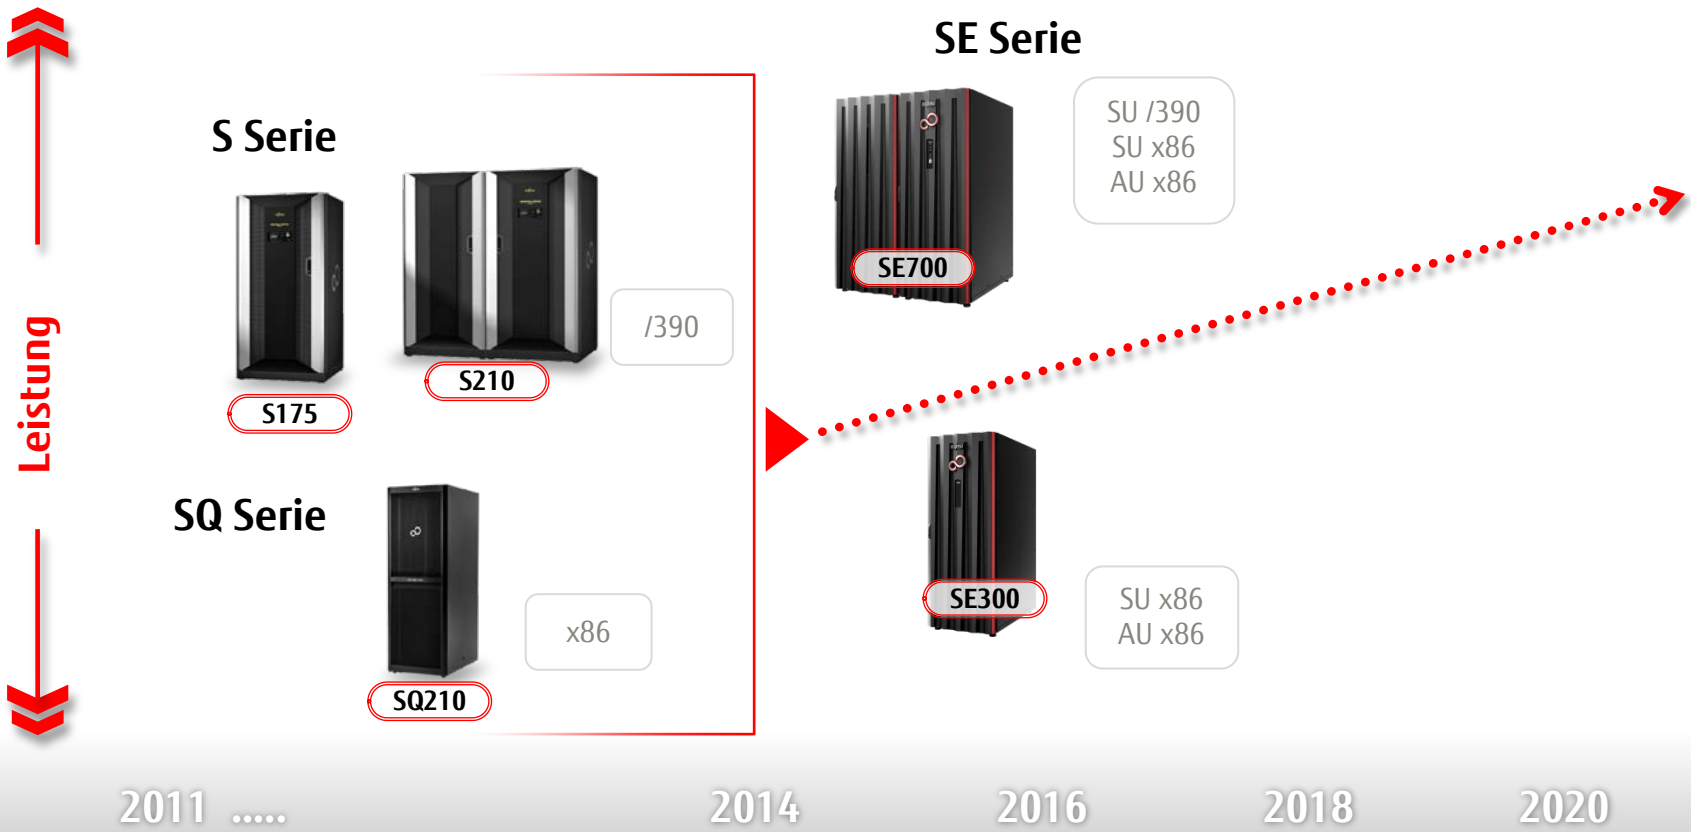 SE Serie
SU /390
SU x86
AU x86
S Serie
SE700
/390
S210
S175
Leistung
SQ Serie
SE300
SU x86
AU x86
x86
SQ210
2011 .....
2014
2016
2018
2020